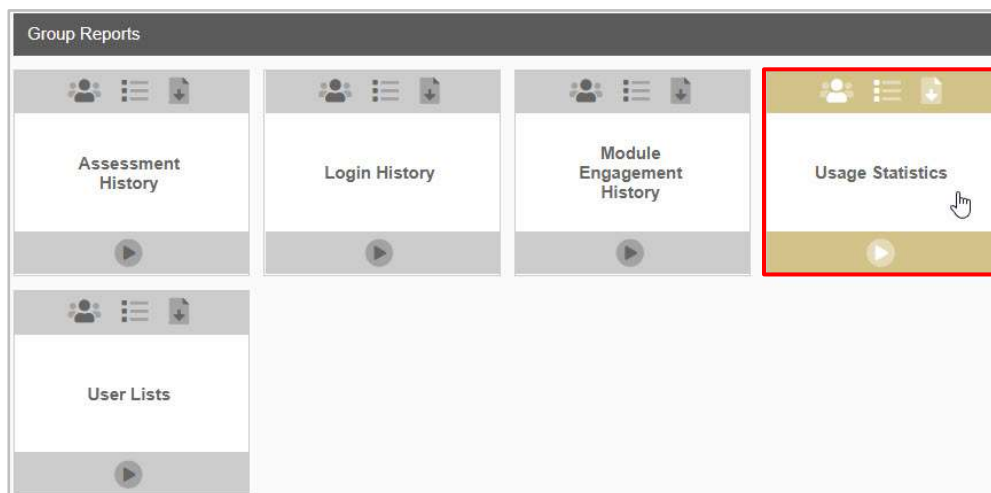 Group Reports
Assessment
History
Login History
Module
Engagement
History
Usage Statistics
User Lists